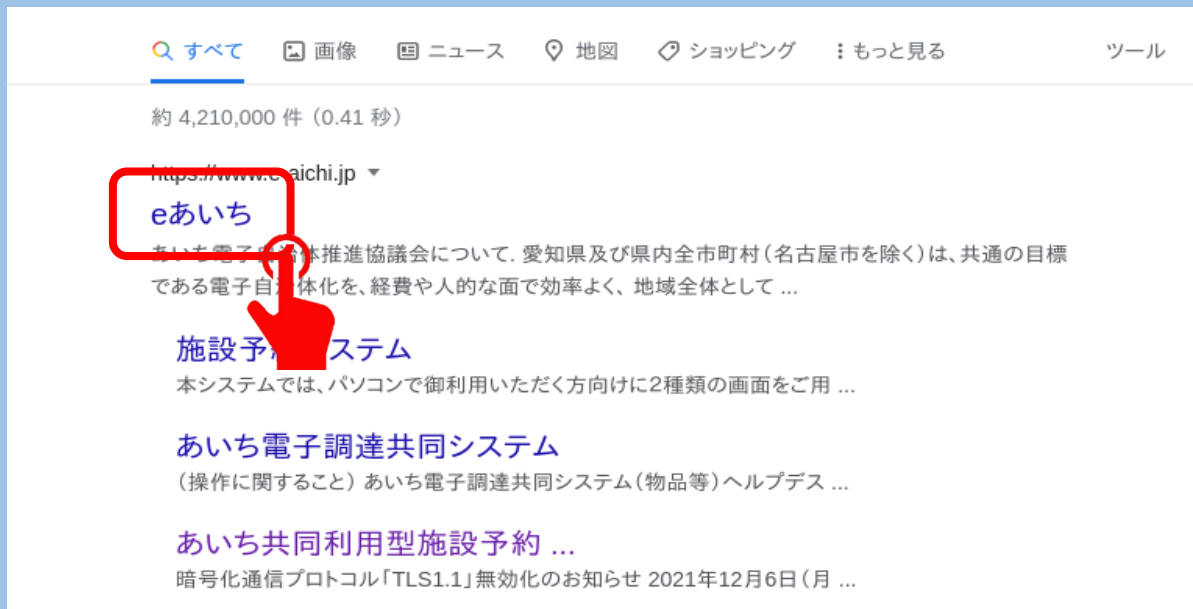 すべて 画像 ニュース 地図 ショッピング もっと見る ツール
約 4,210,000 件 (0.41 秒)
https://www.e-aichi.jp
eあいち
あいち電子自治体推進協議会について. 愛知県及び県内全市町村(名古屋市を除く)は、共通の目標
である電子自治体化を、経費や人的な面で効率よく、 地域全体として ...
施設予約システム
本システムでは、パソコンで御利用いただく方向けに2種類の画面をご用 ...
あいち電子調達共同システム
(操作に関すること) あいち電子調達共同システム(物品等)ヘルプデス ...
あいち共同利用型施設予約 ...
暗号化通信プロトコル「TLS1.1」無効化のお知らせ 2021年12月6日(月 ...